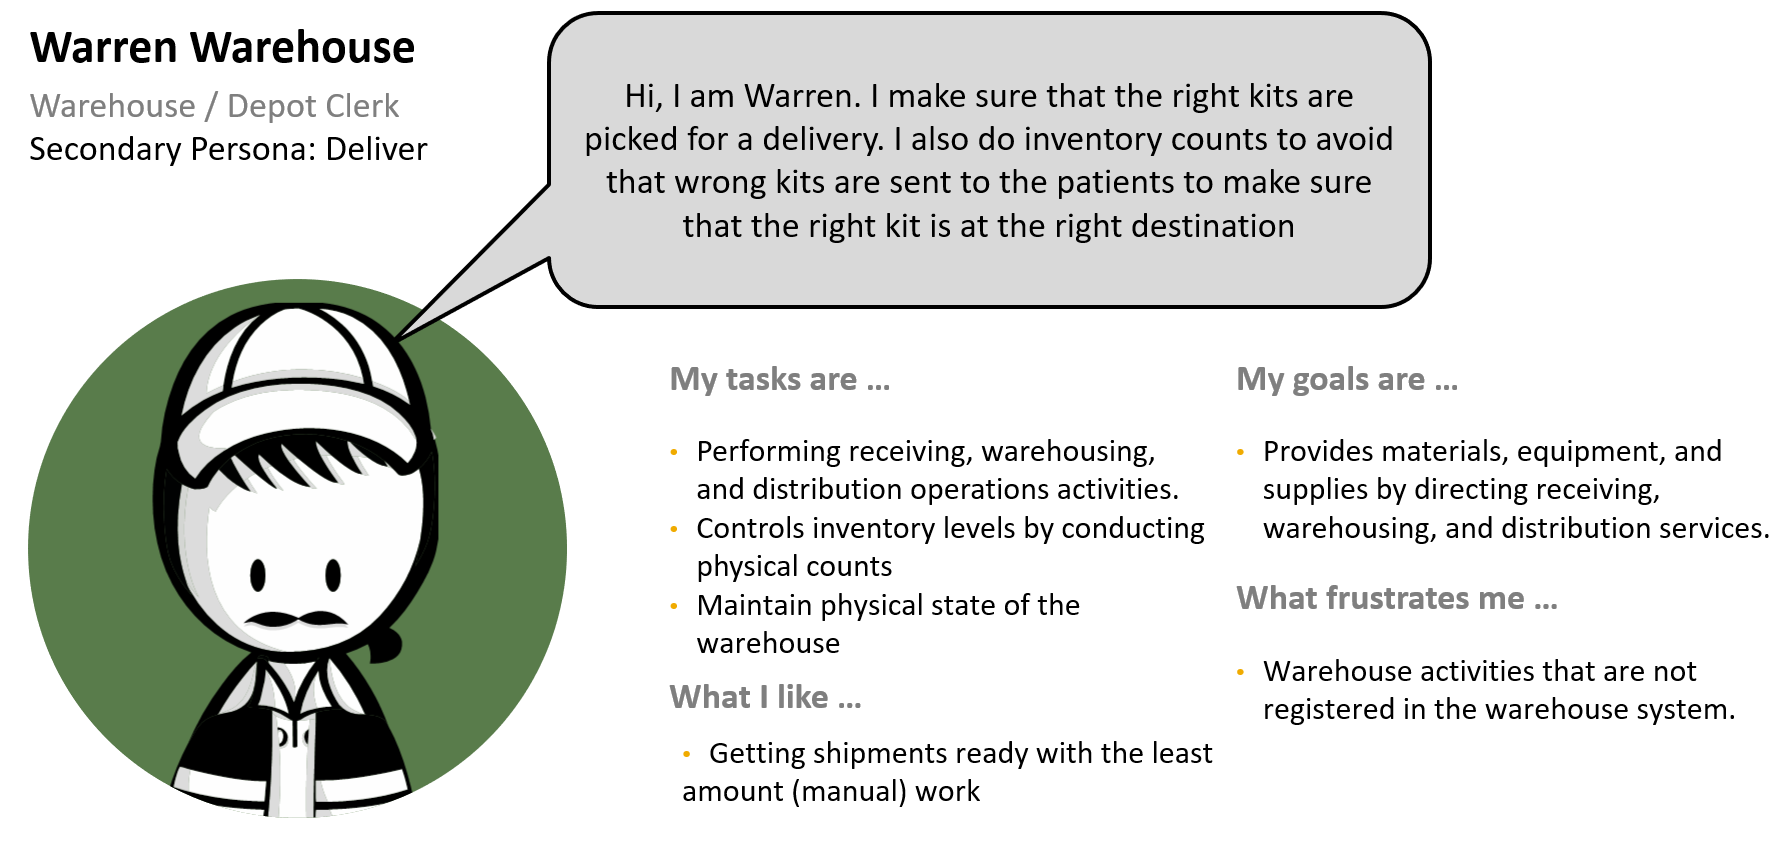 Warren Warehouse
Warehouse / Depot Clerk
Secondary Persona: Deliver
Hi, I am Warren. I make sure that the right kits are
picked for a delivery. I also do inventory counts to avoid
that wrong kits are sent to the patients to make sure
that the right kit is at the right destination
My tasks are ...
• Performing receiving, warehousing,
and distribution operations activities.
• Controls inventory levels by conducting
physical counts
• Maintain physical state of the
warehouse
What I like ...
• Getting shipments ready with the least
amount (manual) work
My goals are ...
• Provides materials, equipment, and
supplies by directing receiving,
warehousing, and distribution services.
What frustrates me ...
• Warehouse activities that are not
registered in the warehouse system.